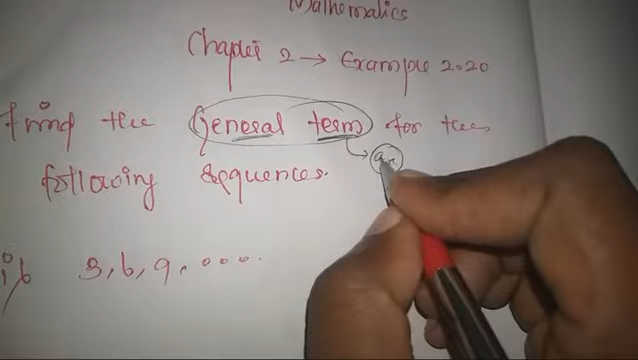 Mathematics
Chapter 2 → Example 2.20
Find the General term for the
aₙ
following sequences.
i) 3, 6, 9, ....